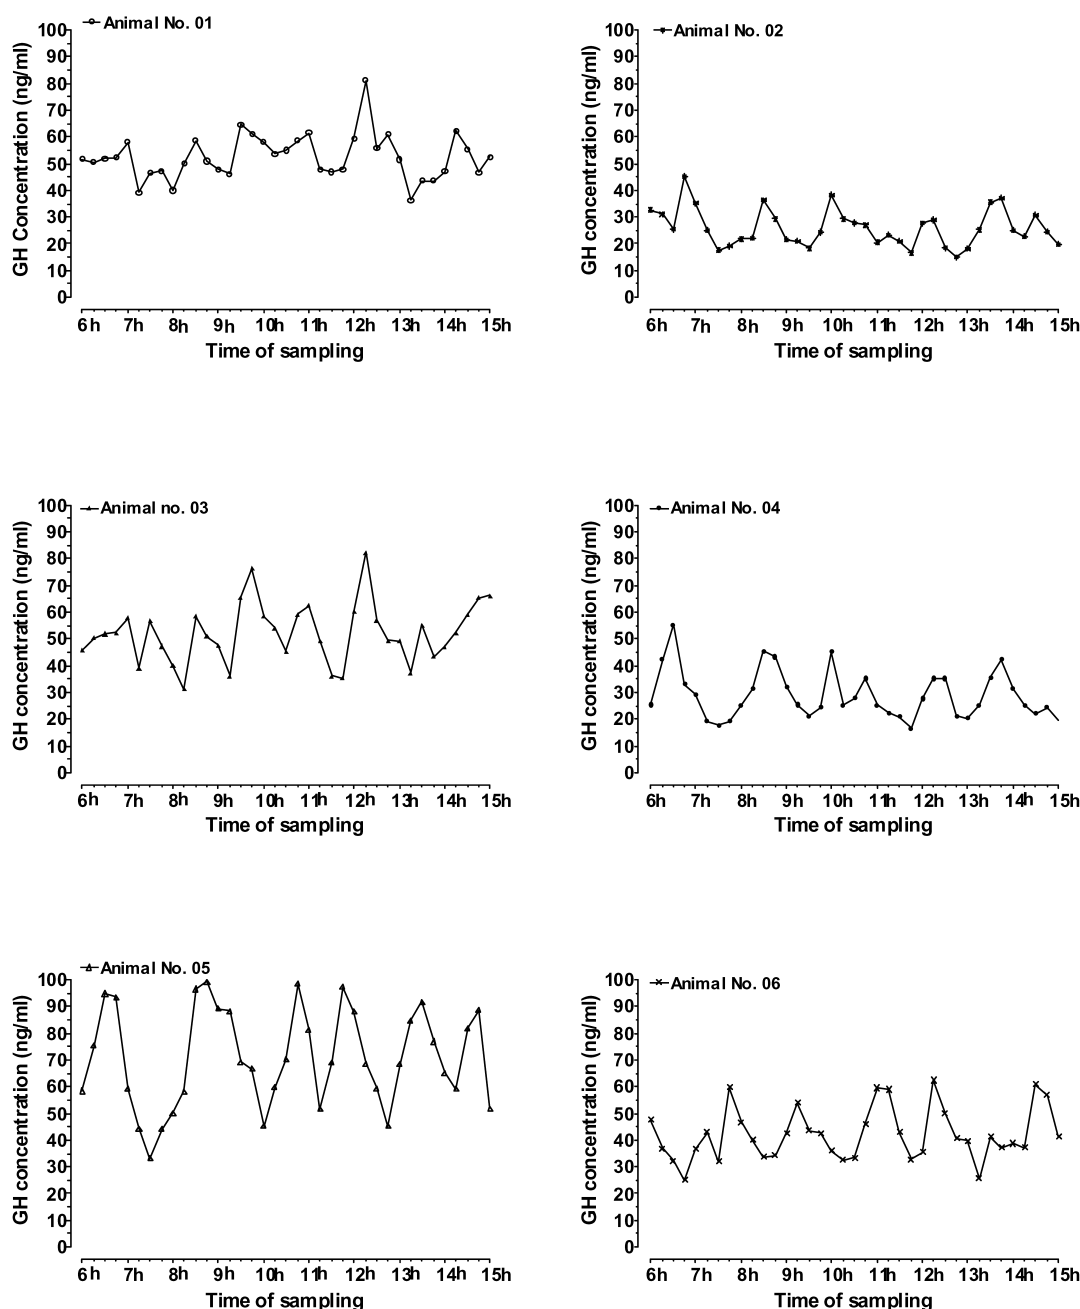 Animal No. 01
GH Concentration (ng/ml)
100
90
80
70
60
50
40
30
20
10
0
6h 7h 8h 9h 10h 11h 12h 13h 14h 15h
Time of sampling
Animal No. 02
GH concentration (ng/ml)
100
90
80
70
60
50
40
30
20
10
0
6h 7h 8h 9h 10h 11h 12h 13h 14h 15h
Time of sampling
Animal no. 03
GH concentration (ng/ml)
100
90
80
70
60
50
40
30
20
10
0
6h 7h 8h 9h 10h 11h 12h 13h 14h 15h
Time of sampling
Animal No. 04
GH concentration (ng/ml)
100
90
80
70
60
50
40
30
20
10
0
6h 7h 8h 9h 10h 11h 12h 13h 14h 15h
Time of sampling
Animal No. 05
GH concentration (ng/ml)
100
90
80
70
60
50
40
30
20
10
0
6h 7h 8h 9h 10h 11h 12h 13h 14h 15h
Time of sampling
Animal No. 06
GH concentration (ng/ml)
100
90
80
70
60
50
40
30
20
10
0
6h 7h 8h 9h 10h 11h 12h 13h 14h 15h
Time of sampling